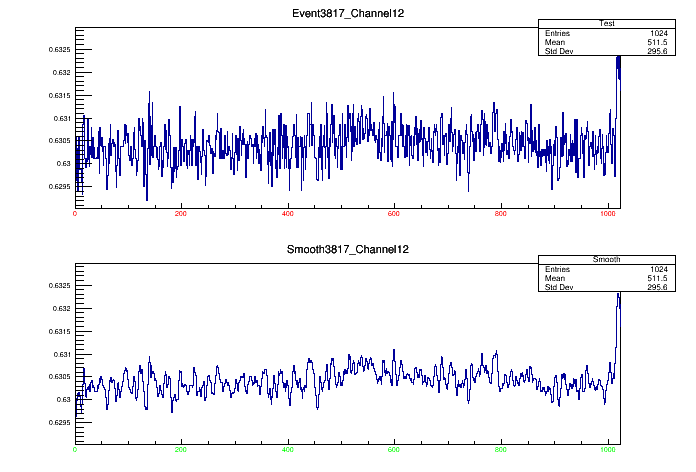 Event3817_Channel12
Test
Entries 1024
Mean 511.5
Std Dev 295.6
0.6325
0.632
0.6315
0.631
0.6305
0.63
0.6295
0 200 400 600 800 1000
Smooth3817_Channel12
Smooth
Entries 1024
Mean 511.5
Std Dev 295.6
0.6325
0.632
0.6315
0.631
0.6305
0.63
0.6295
0 200 400 600 800 1000